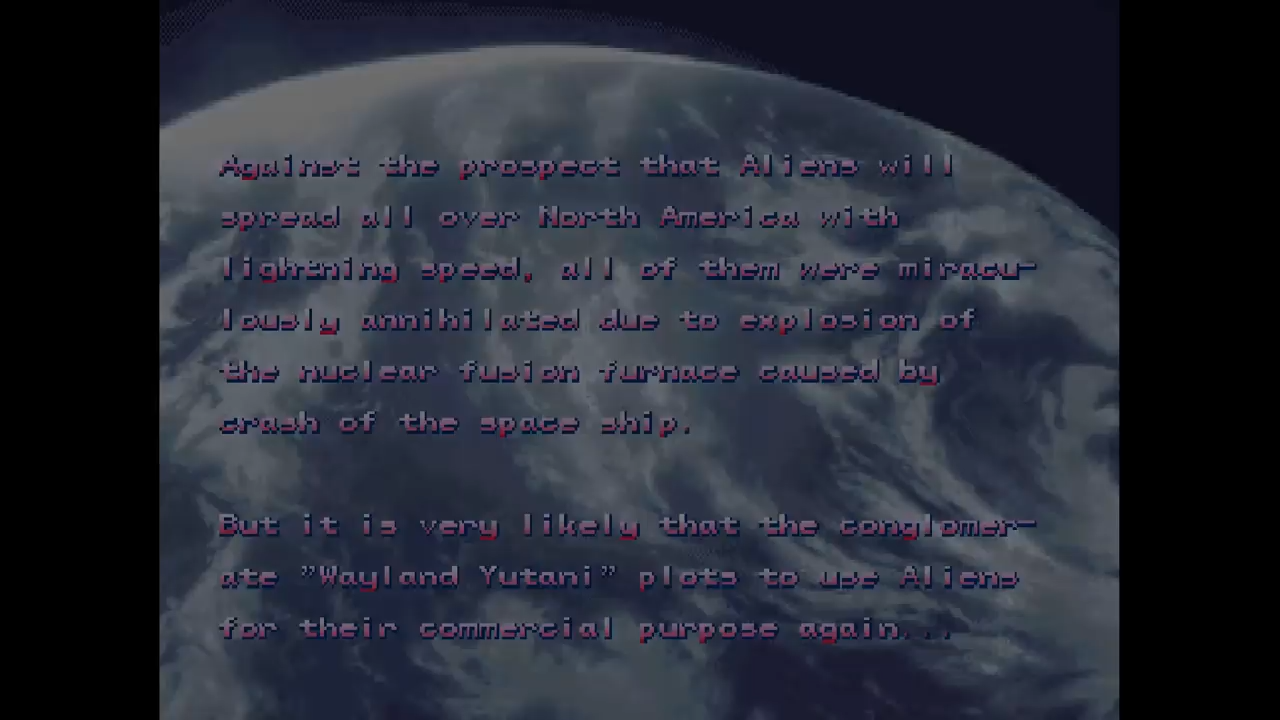 Against the prospect that Aliens will
spread all over North America with
lightning speed, all of them were miracu-
lously annihilated due to explosion of
the nuclear fusion furnace caused by
crash of the space ship.
But it is very likely that the conglomer-
ate "Wayland Yutani" plots to use Aliens
for their commercial purpose again...